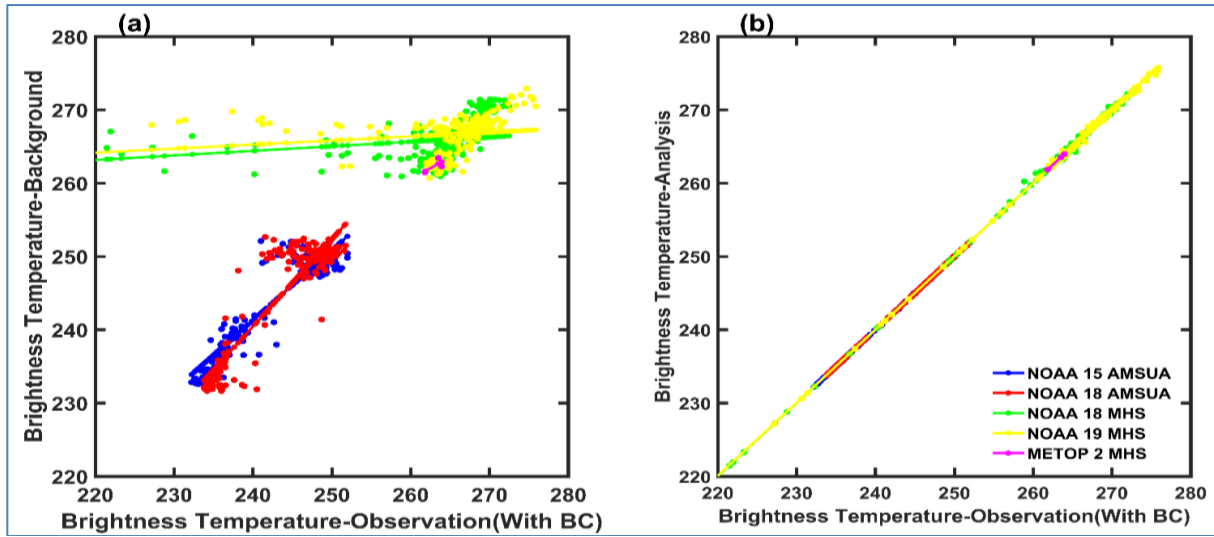 (a)
280
270
260
250
240
230
220
220 230 240 250 260 270 280
Brightness Temperature-Background
Brightness Temperature-Observation(With BC)
(b)
280
270
260
250
240
230
220
220 230 240 250 260 270 280
Brightness Temperature-Analysis
Brightness Temperature-Observation(With BC)
NOAA 15 AMSUA
NOAA 18 AMSUA
NOAA 18 MHS
NOAA 19 MHS
METOP 2 MHS